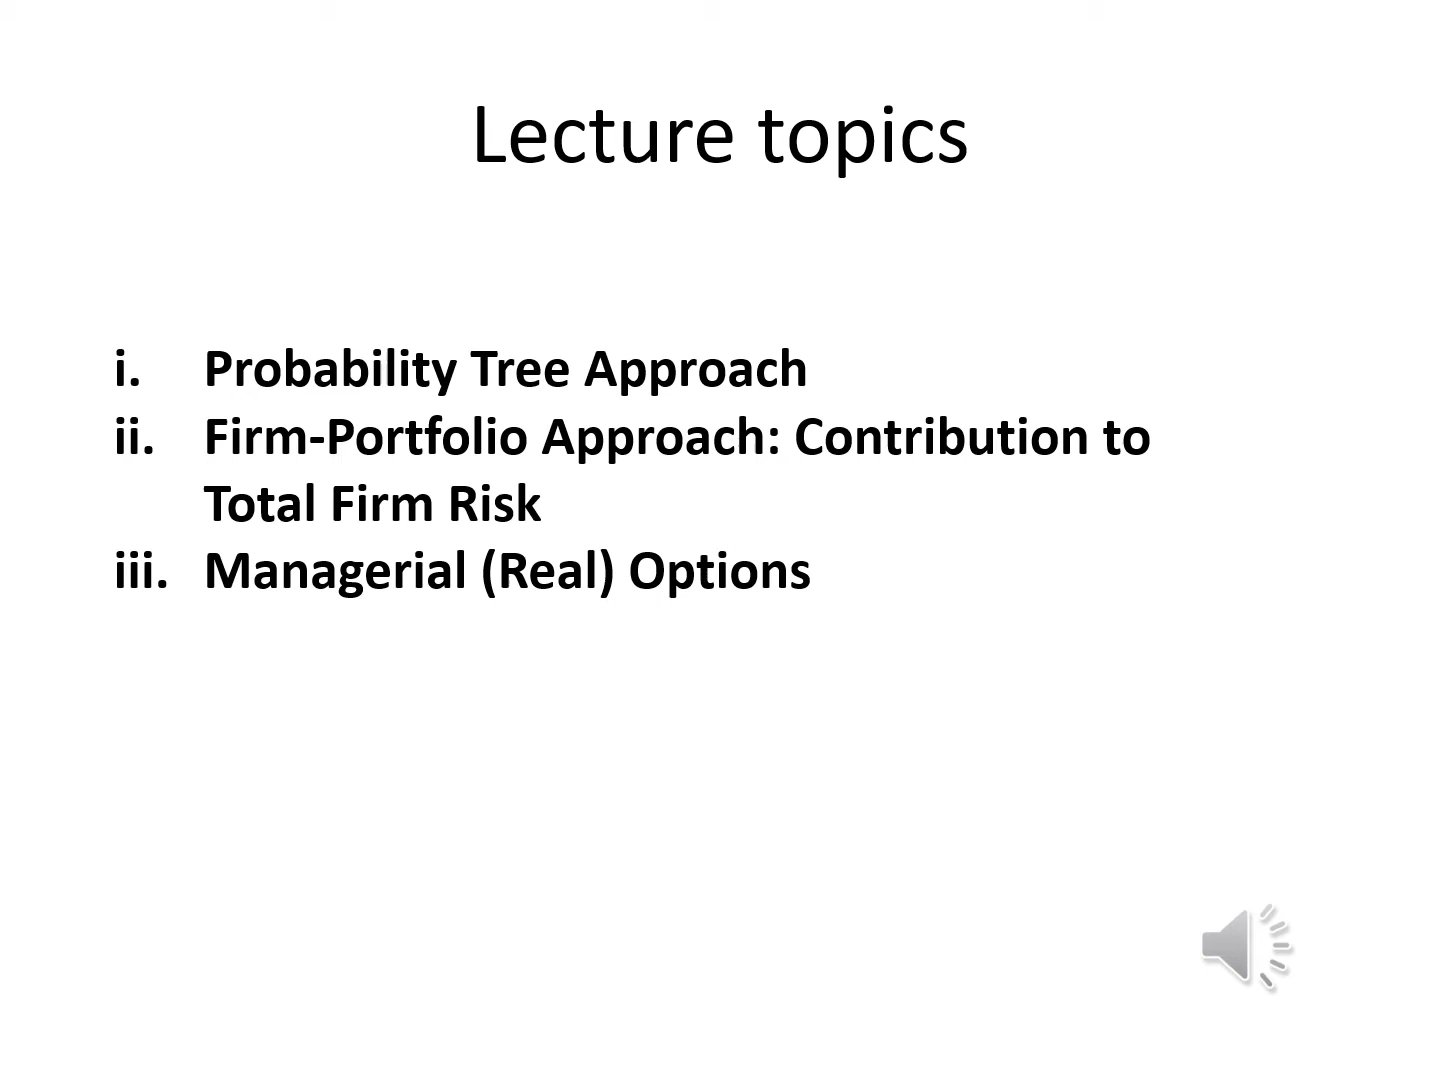 Lecture topics
i. Probability Tree Approach
ii. Firm-Portfolio Approach: Contribution to
Total Firm Risk
iii. Managerial (Real) Options